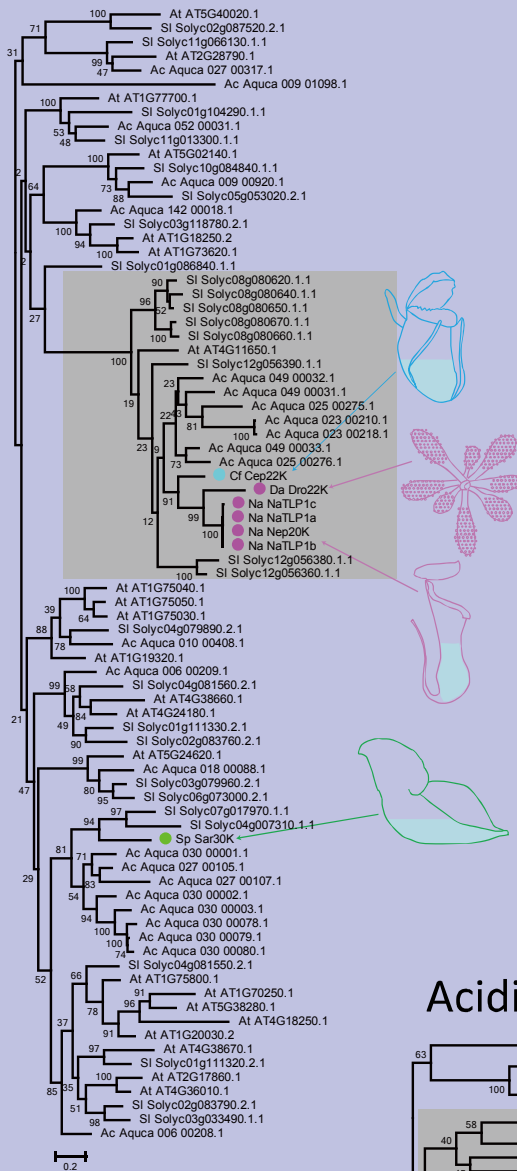 At AT5G40020.1
Sl Solyc02g087520.2.1
71
Sl Solyc11g066130.1.1
31
At AT2G28790.1
99
47
Ac Aquca 027 00317.1
Ac Aquca 009 01098.1
At AT1G77700.1
100
Sl Solyc01g104290.1.1
Ac Aquca 052 00031.1
53
48
Sl Solyc11g013300.1.1
At AT5G02140.1
100
Sl Solyc10g084840.1.1
2
64
Ac Aquca 009 00920.1
73
88
Sl Solyc05g053020.2.1
Ac Aquca 142 00018.1
Sl Solyc03g118780.2.1
100
At AT1G18250.2
94
100
At AT1G73620.1
2
Sl Solyc01g086840.1.1
27
Sl Solyc08g080620.1.1
90
Sl Solyc08g080640.1.1
96
52
Sl Solyc08g080650.1.1
Sl Solyc08g080670.1.1
100
Sl Solyc08g080660.1.1
100
At AT4G11650.1
Sl Solyc12g056390.1.1
19
23
Ac Aquca 049 00032.1
Ac Aquca 049 00031.1
22
43
Ac Aquca 025 00275.1
81
Ac Aquca 023 00210.1
100
Ac Aquca 023 00218.1
23
9
Ac Aquca 049 00033.1
73
Ac Aquca 025 00276.1
Cf Cep22K
91
Da Dro22K
Na NaTLP1c
99
Na NaTLP1a
12
Na Nep20K
100
Na NaTLP1b
Sl Solyc12g056380.1.1
100
Sl Solyc12g056360.1.1
At AT1G75040.1
100
At AT1G75050.1
39
64
At AT1G75030.1
88
Sl Solyc04g079890.2.1
78
Ac Aquca 010 00408.1
At AT1G19320.1
Ac Aquca 006 00209.1
99
58
Sl Solyc04g081560.2.1
At AT4G38660.1
84
At AT4G24180.1
21
49
Sl Solyc01g111330.2.1
90
Sl Solyc02g083760.2.1
At AT5G24620.1
99
Ac Aquca 018 00088.1
47
80
Sl Solyc03g079960.2.1
95
Sl Solyc06g073000.2.1
Sl Solyc07g017970.1.1
97
Sl Solyc04g007310.1.1
94
Sp Sar30K
81
Ac Aquca 030 00001.1
71
Ac Aquca 027 00105.1
83
Ac Aquca 027 00107.1
29
54
Ac Aquca 030 00002.1
94
Ac Aquca 030 00003.1
Ac Aquca 030 00078.1
100
Ac Aquca 030 00079.1
100
74
Ac Aquca 030 00080.1
52
Sl Solyc04g081550.2.1
66
At AT1G75800.1
At AT1G70250.1
91
96
At AT5G38280.1
78
At AT4G18250.1
91
At AT1G20030.2
37
At AT4G38670.1
97
Sl Solyc01g111320.2.1
35
At AT2G17860.1
100
At AT4G36010.1
85
51
Sl Solyc02g083790.2.1
98
Sl Solyc03g033490.1.1
Ac Aquca 006 00208.1
0.2
Acidi
63
100
58
40